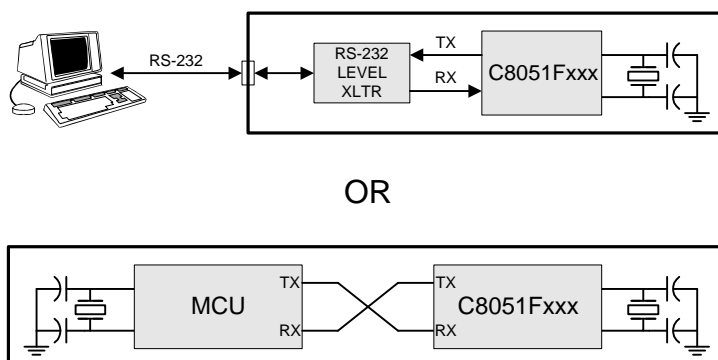 RS-232
RS-232
LEVEL
XLTR
TX
RX
C8051Fxxx
OR
MCU
TX
RX
TX
RX
C8051Fxxx